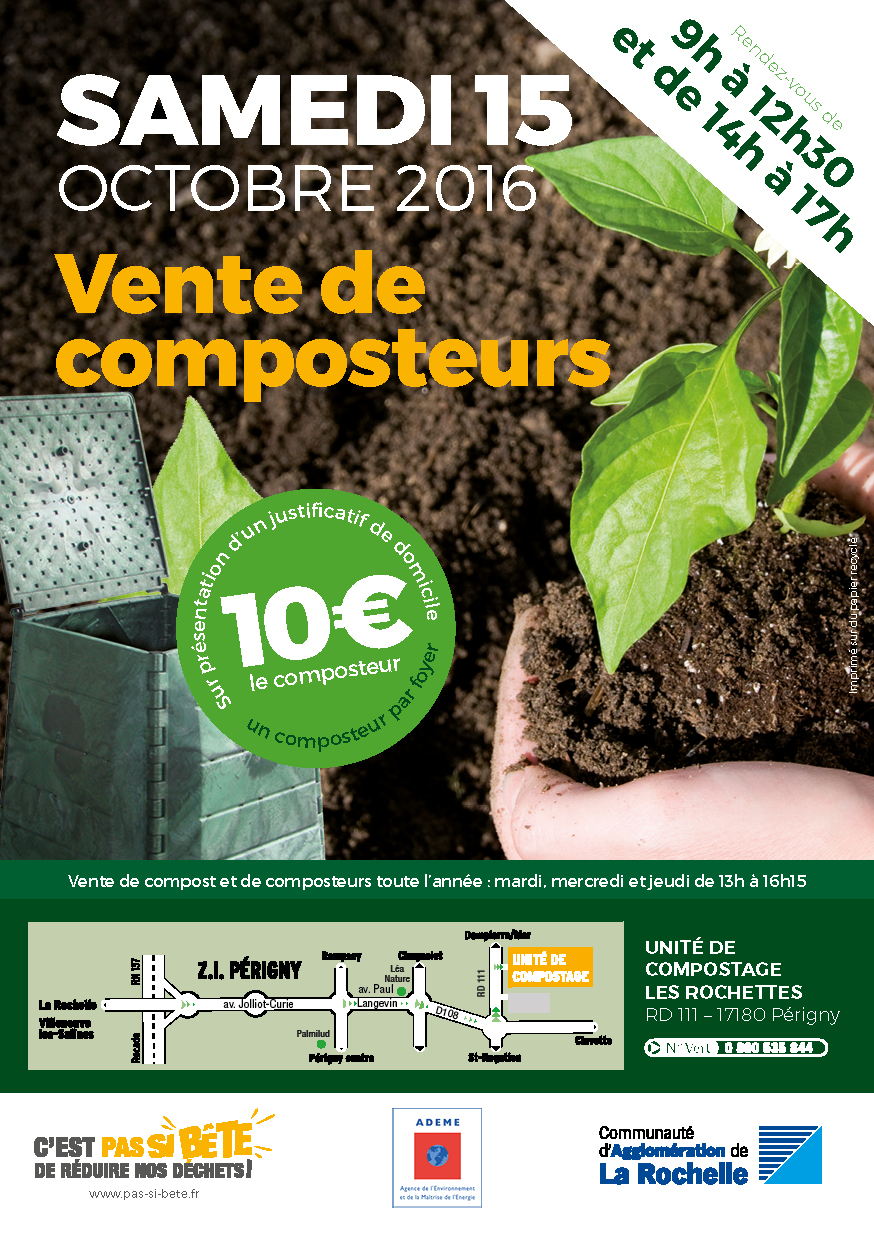 Rendez-vous de
9h à 12h30
et de 14h à 17h
SAMEDI 15
OCTOBRE 2016
Vente de
composteurs
Sur présentation d'un justificatif de domicile
10€
le composteur
un composteur par foyer
Imprimé sur du papier recyclé
Vente de compost et de composteurs toute l'année : mardi, mercredi et jeudi de 13h à 16h15
La Rochelle
Villeneuve
les-Salines
Rocade
Z.I. PÉRIGNY
av. Jolliot-Curie
Palmilud
Rompsay
Périgny centre
av. Paul
Langevin
Léa
Nature
Chagnolet
D108
RD 111
Dompierre/Mer
UNITÉ DE
COMPOSTAGE
St-Rogatien
Clavette
UNITÉ DE
COMPOSTAGE
LES ROCHETTES
RD 111 – 17180 Périgny
N° Vert
C'EST PAS SI BÊTE
DE RÉDUIRE NOS DÉCHETS!
www.pas-si-bete.fr
ADEME
Agence de l'Environnement
et de la Maîtrise de l'Energie
Communauté
d'Agglomération de
La Rochelle